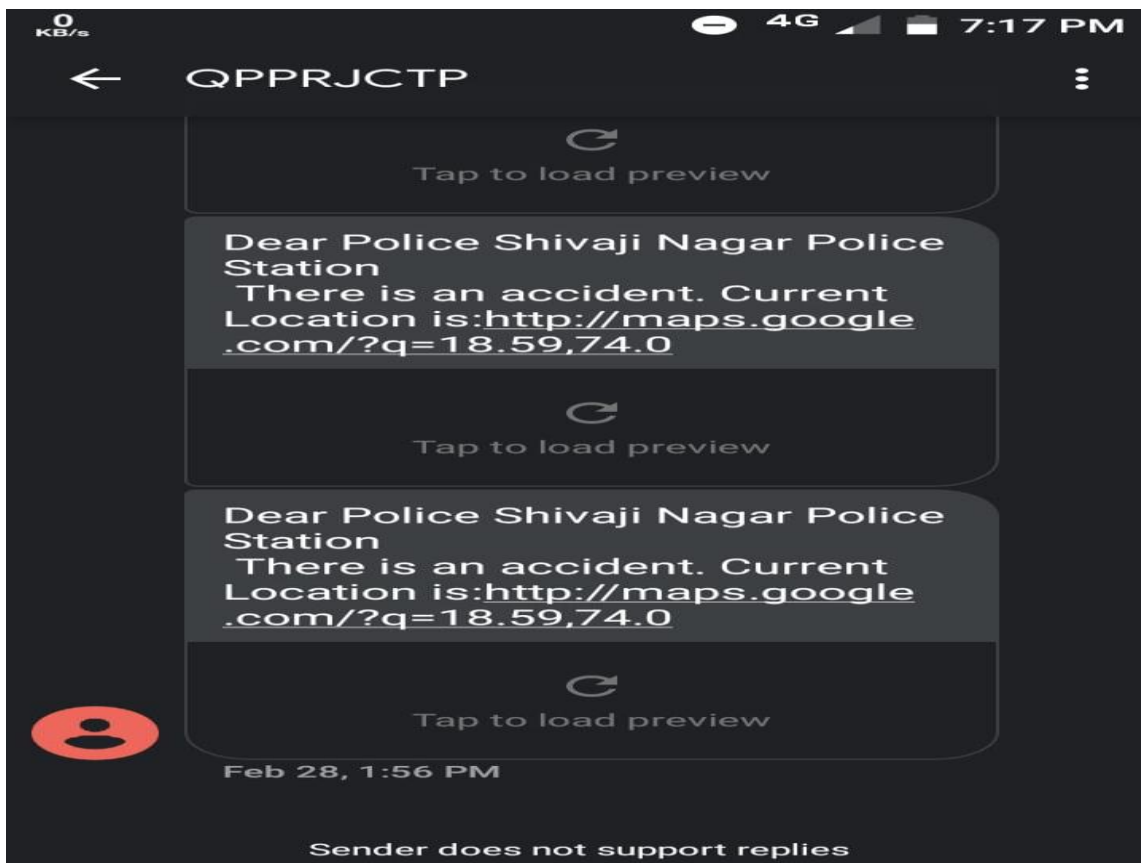 0
KB/s
4G
7:17 PM
QPPRJCTP
Tap to load preview
Dear Police Shivaji Nagar Police
Station
There is an accident. Current
Location is:http://maps.google
.com/?q=18.59,74.0
Tap to load preview
Dear Police Shivaji Nagar Police
Station
There is an accident. Current
Location is:http://maps.google
.com/?q=18.59,74.0
Tap to load preview
Feb 28, 1:56 PM
Sender does not support replies